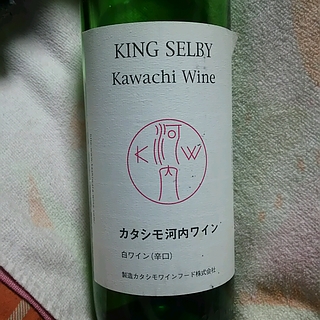 KING SELBY
Kawachi Wine
K 河内 W
カタシモ河内ワイン
白ワイン(辛口)
製造カタシモワインフード株式会社